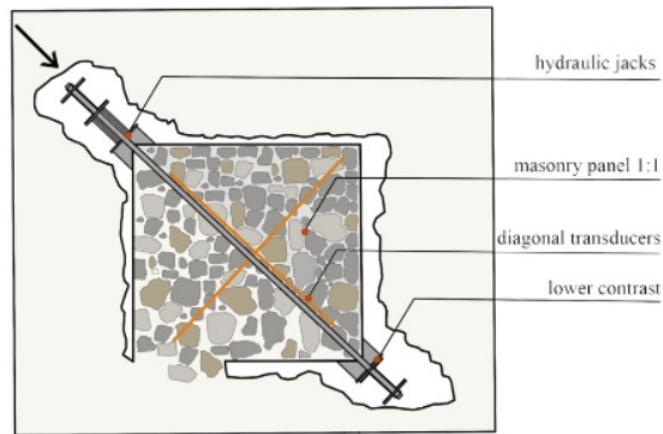 hydraulic jacks
masonry panel 1:1
diagonal transducers
lower contrast